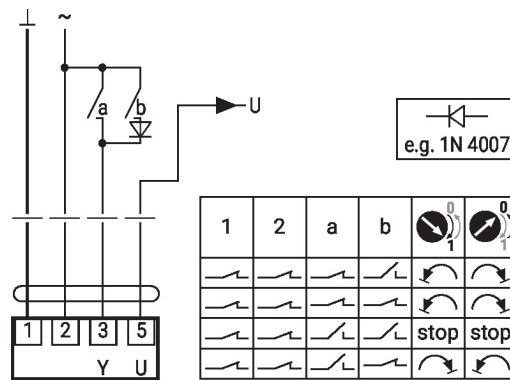 ⊥ ~
a b
U
e.g. 1N 4007
1 2 3 5
Y U
1 2 a b 0 1 0 1
stop stop